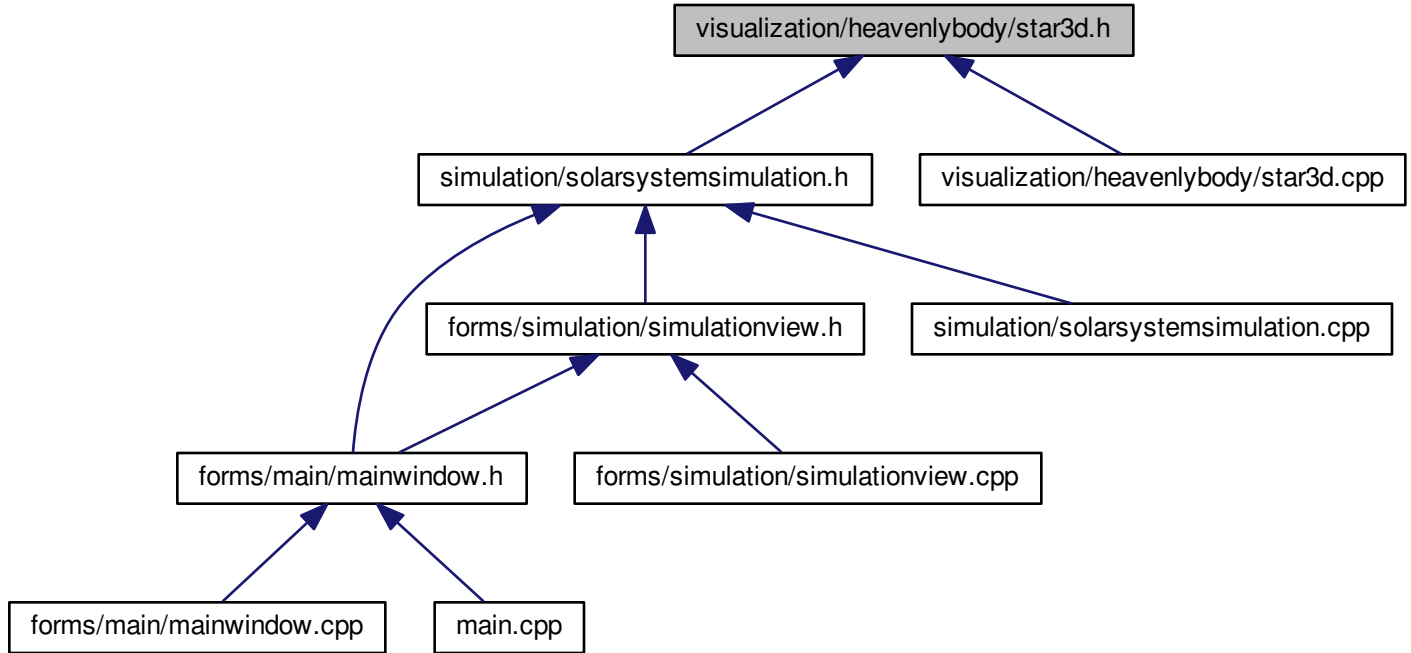 visualization/heavenlybody/star3d.h
simulation/solarsystemsimulation.h
visualization/heavenlybody/star3d.cpp
forms/simulation/simulationview.h
simulation/solarsystemsimulation.cpp
forms/main/mainwindow.h
forms/simulation/simulationview.cpp
forms/main/mainwindow.cpp
main.cpp